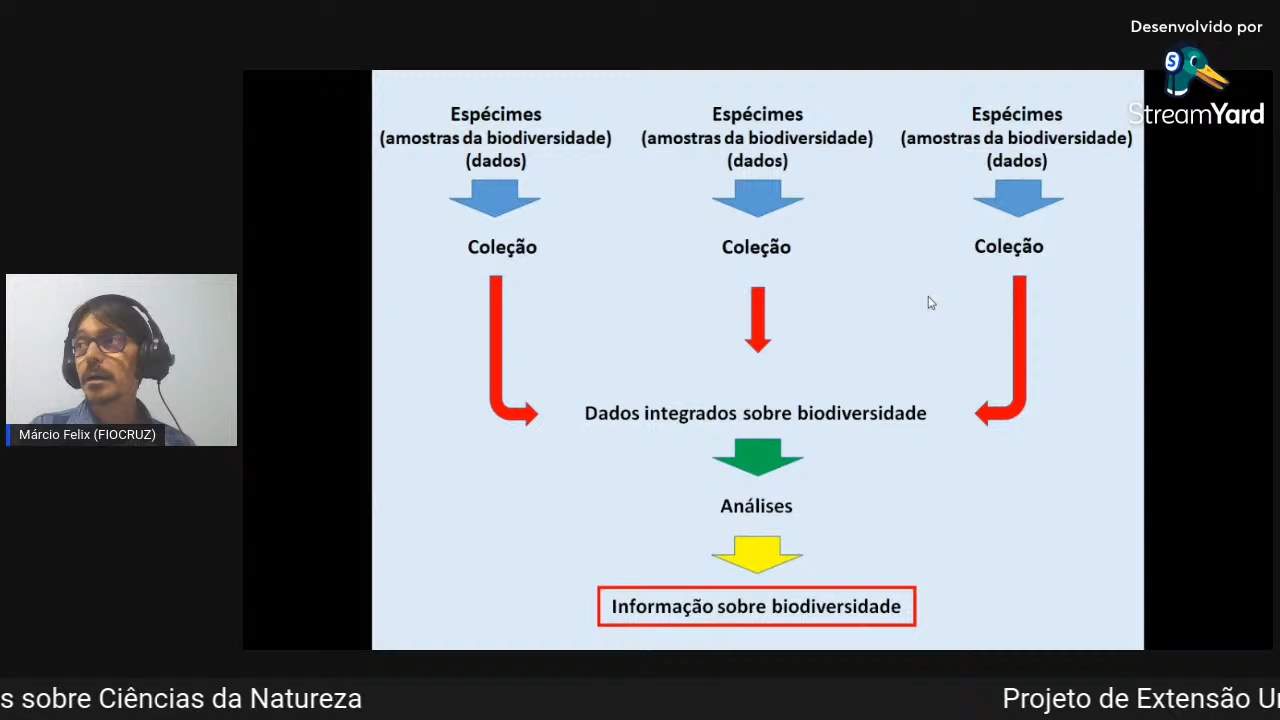 Desenvolvido por
StreamYard
Espécimes
(amostras da biodiversidade)
(dados)
Espécimes
(amostras da biodiversidade)
(dados)
Espécimes
(amostras da biodiversidade)
(dados)
Coleção
Coleção
Coleção
Dados integrados sobre biodiversidade
Análises
Informação sobre biodiversidade
Márcio Felix (FIOCRUZ)
s sobre Ciências da Natureza
Projeto de Extensão